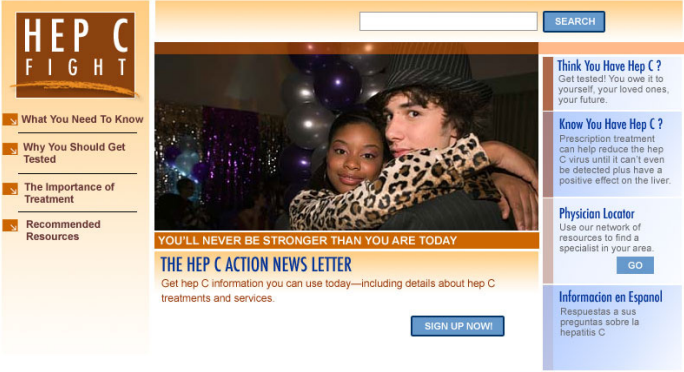 HEP C
FIGHT
What You Need To Know
Why You Should Get
Tested
The Importance of
Treatment
Recommended
Resources
SEARCH
YOU'LL NEVER BE STRONGER THAN YOU ARE TODAY
THE HEP C ACTION NEWS LETTER
Get hep C information you can use today—including details about hep C
treatments and services.
SIGN UP NOW!
Think You Have Hep C ?
Get tested! You owe it to
yourself, your loved ones,
your future.
Know You Have Hep C ?
Prescription treatment
can help reduce the hep
C virus until it can't even
be detected plus have a
positive effect on the liver.
Physician Locator
Use our network of
resources to find a
specialist in your area.
GO
Informacion en Espanol
Respuestas a sus
preguntas sobre la
hepatitis C